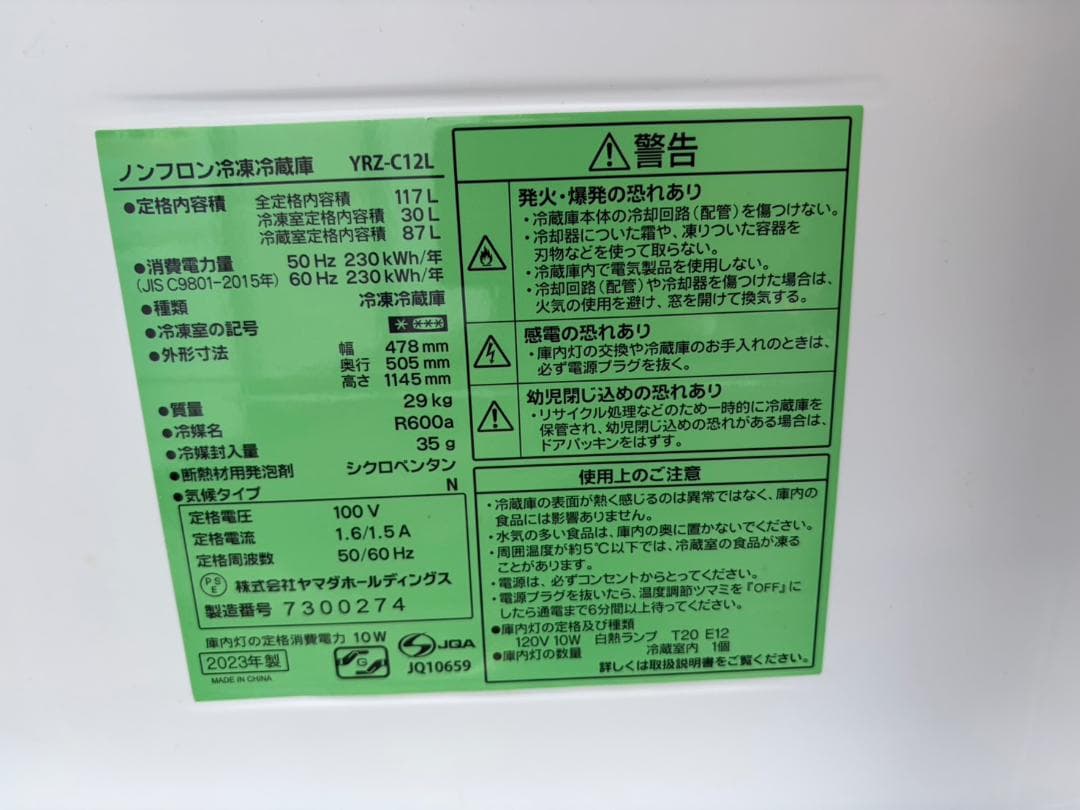 ノンフロン冷凍冷蔵庫 YRZ-C12L
●定格内容積 全定格内容積 117 L
冷凍室定格内容積 30 L
冷蔵室定格内容積 87 L
●消費電力量 50 Hz 230 kWh/年
(JIS C9801-2015年) 60 Hz 230 kWh/年
●種類 冷凍冷蔵庫
●冷凍室の記号 * ***
●外形寸法 幅 478 mm
奥行 505 mm
高さ 1145 mm
●質量 29 kg
●冷媒名 R600a
●冷媒封入量 35 g
●断熱材用発泡剤 シクロペンタン
●気候タイプ N
定格電圧 100 V
定格電流 1.6/1.5 A
定格周波数 50/60 Hz
PSE 株式会社ヤマダホールディングス
製造番号 7300274
庫内灯の定格消費電力 10 W
2023年製
MADE IN CHINA
G
JQA
JQ10659
警告
発火・爆発の恐れあり
・冷蔵庫本体の冷却回路(配管)を傷つけない。
・冷却器についた霜や、凍りついた容器を
刃物などを使って取らない。
・冷蔵庫内で電気製品を使用しない。
・冷却回路(配管)や冷却器を傷つけた場合は、
火気の使用を避け、窓を開けて換気する。
感電の恐れあり
・庫内灯の交換や冷蔵庫のお手入れのときは、
必ず電源プラグを抜く。
幼児閉じ込めの恐れあり
・リサイクル処理などのため一時的に冷蔵庫を
保管され、幼児閉じ込めの恐れがある場合は、
ドアパッキンをはずす。
使用上のご注意
・冷蔵庫の表面が熱く感じるのは異常ではなく、庫内の
食品には影響ありません。
・水気の多い食品は、庫内の奥に置かないでください。
・周囲温度が約5℃以下では、冷蔵室の食品が凍る
ことがあります。
・電源は、必ずコンセントからとってください。
・電源プラグを抜いたら、温度調節ツマミを『OFF』に
したら通電まで6分間以上待ってください。
●庫内灯の定格及び種類
120V 10W 白熱ランプ T20 E12
●庫内灯の数量 冷蔵室内 1個
詳しくは取扱説明書をご覧ください。